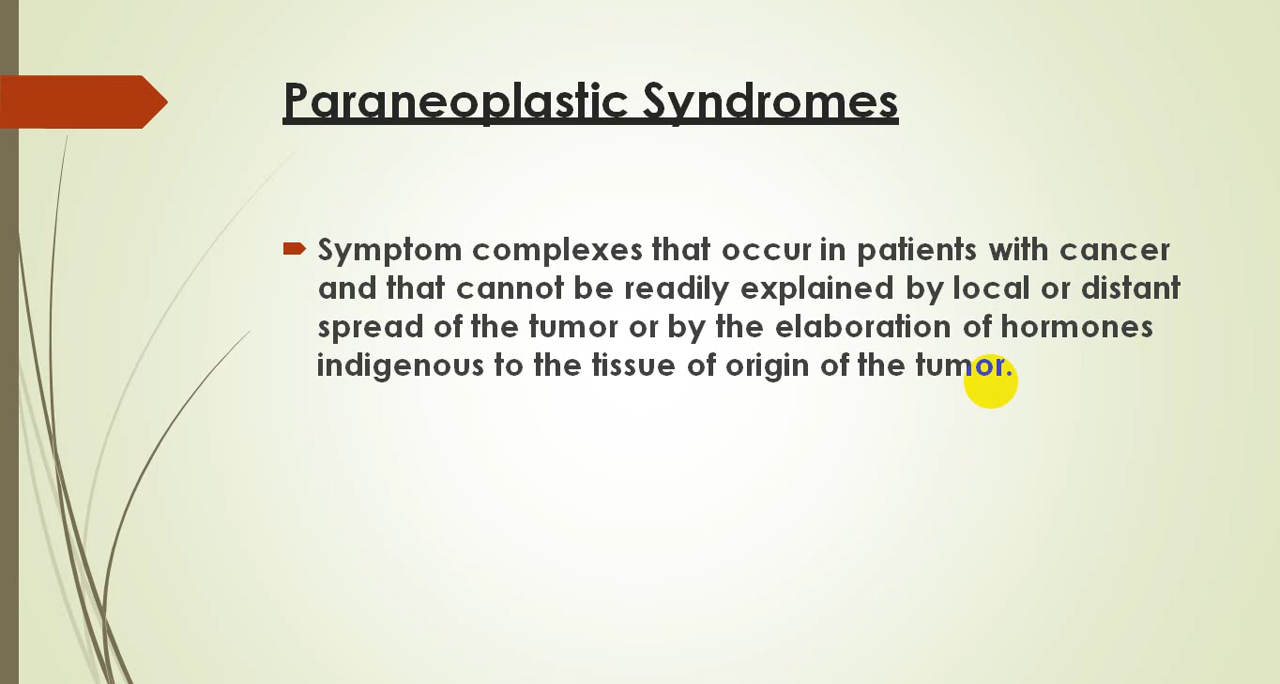 Paraneoplastic Syndromes
Symptom complexes that occur in patients with cancer
and that cannot be readily explained by local or distant
spread of the tumor or by the elaboration of hormones
indigenous to the tissue of origin of the tumor.